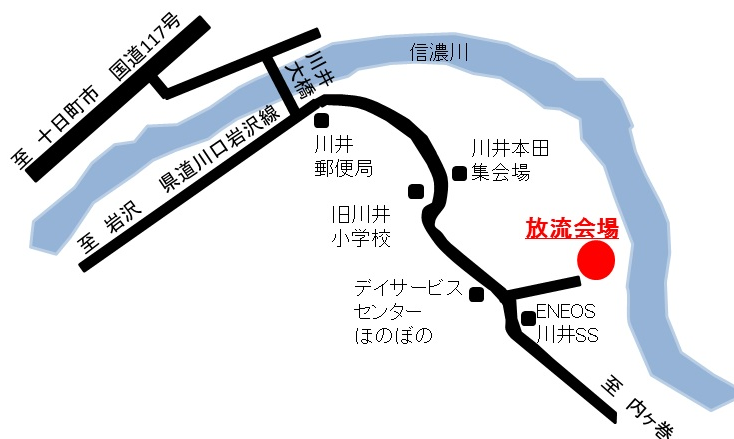 至 十日町市 国道117号
川井
大橋
信濃川
至 岩沢 県道川口岩沢線
川井
郵便局
川井本田
集会場
旧川井
小学校
放流会場
デイサービス
センター
ほのぼの
ENEOS
川井SS
至 内ヶ巻